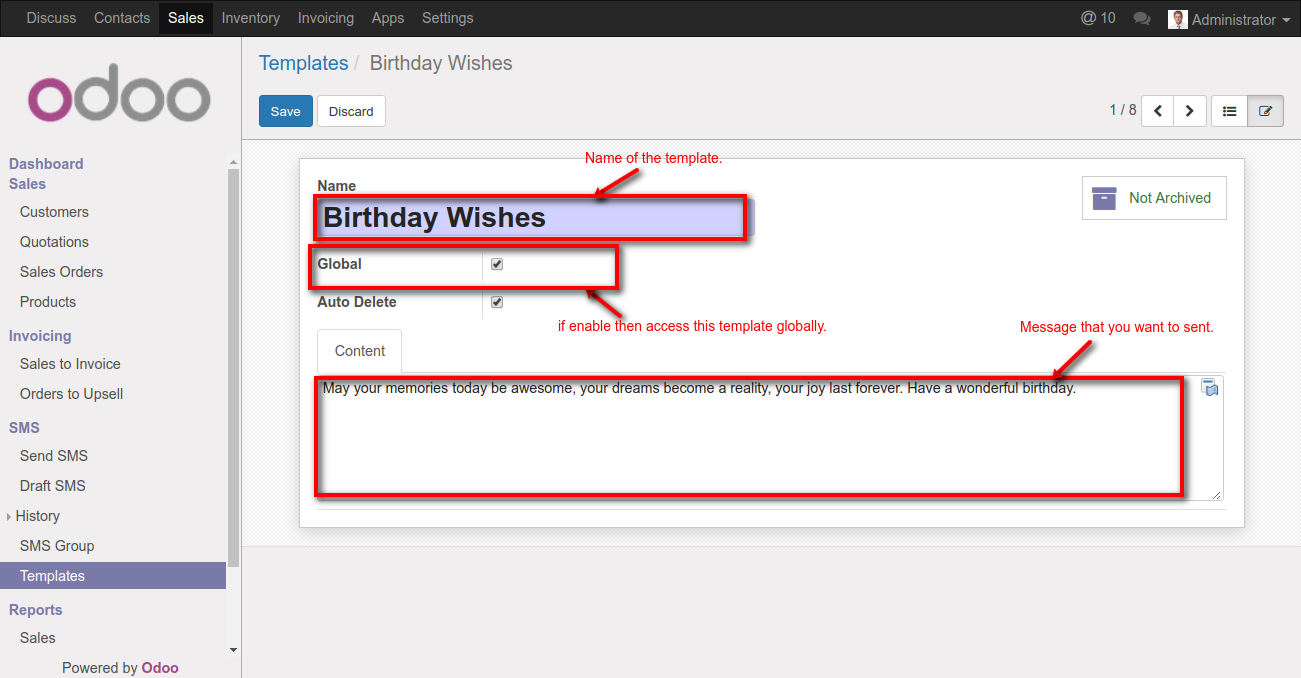 Discuss Contacts Sales Inventory Invoicing Apps Settings @ 10 Administrator
odoo
Dashboard
Sales
Customers
Quotations
Sales Orders
Products
Invoicing
Sales to Invoice
Orders to Upsell
SMS
Send SMS
Draft SMS
History
SMS Group
Templates
Reports
Sales
Powered by Odoo
Templates / Birthday Wishes
Save Discard 1 / 8
Name of the template.
Name
Not Archived
Birthday Wishes
Global
Auto Delete
if enable then access this template globally.
Message that you want to sent.
Content
May your memories today be awesome, your dreams become a reality, your joy last forever. Have a wonderful birthday.